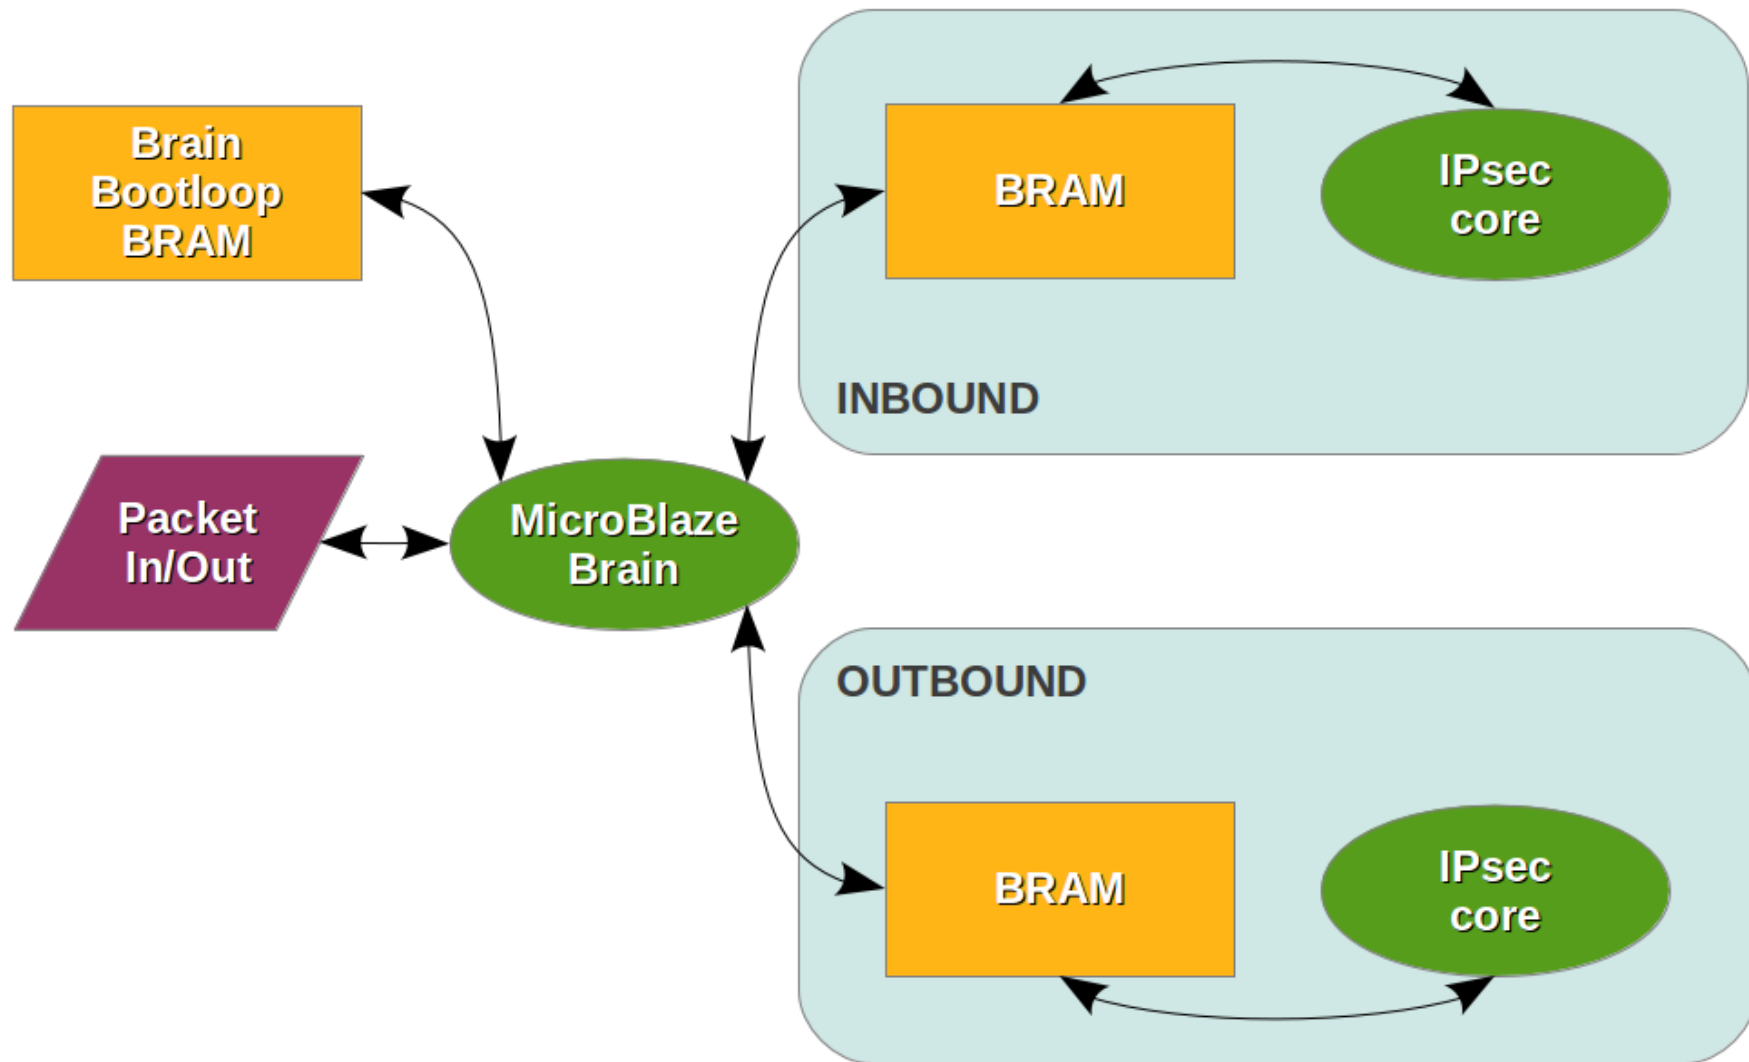 Brain
Bootloop
BRAM
BRAM
IPsec
core
INBOUND
Packet
In/Out
MicroBlaze
Brain
OUTBOUND
BRAM
IPsec
core